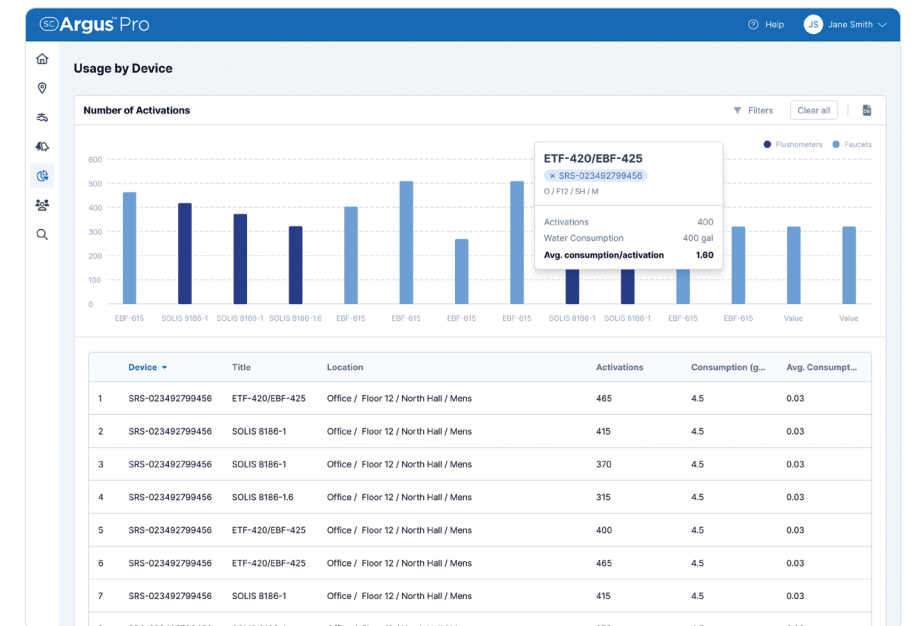 SC Argus™ Pro
Help
JS
Jane Smith
Usage by Device
Number of Activations
Filters
Clear all
Flushometers
Faucets
600
500
400
300
200
100
0
EBF-615 SOLIS 8186-1 SOLIS 8186-1 SOLIS 8186-1.6 EBF-615 EBF-615 EBF-615 EBF-615 SOLIS 8186-1 SOLIS 8186-1 EBF-615 EBF-615 Value Value
ETF-420/EBF-425
× SRS-023492799456
O / F12 / SH / M
Activations 400
Water Consumption 400 gal
Avg. consumption/activation 1.60
Device Title Location Activations Consumption (g... Avg. Consumpt...
1 SRS-023492799456 ETF-420/EBF-425 Office / Floor 12 / North Hall / Mens 465 4.5 0.03
2 SRS-023492799456 SOLIS 8186-1 Office / Floor 12 / North Hall / Mens 415 4.5 0.03
3 SRS-023492799456 SOLIS 8186-1 Office / Floor 12 / North Hall / Mens 370 4.5 0.03
4 SRS-023492799456 SOLIS 8186-1.6 Office / Floor 12 / North Hall / Mens 315 4.5 0.03
5 SRS-023492799456 ETF-420/EBF-425 Office / Floor 12 / North Hall / Mens 400 4.5 0.03
6 SRS-023492799456 ETF-420/EBF-425 Office / Floor 12 / North Hall / Mens 465 4.5 0.03
7 SRS-023492799456 SOLIS 8186-1 Office / Floor 12 / North Hall / Mens 415 4.5 0.03